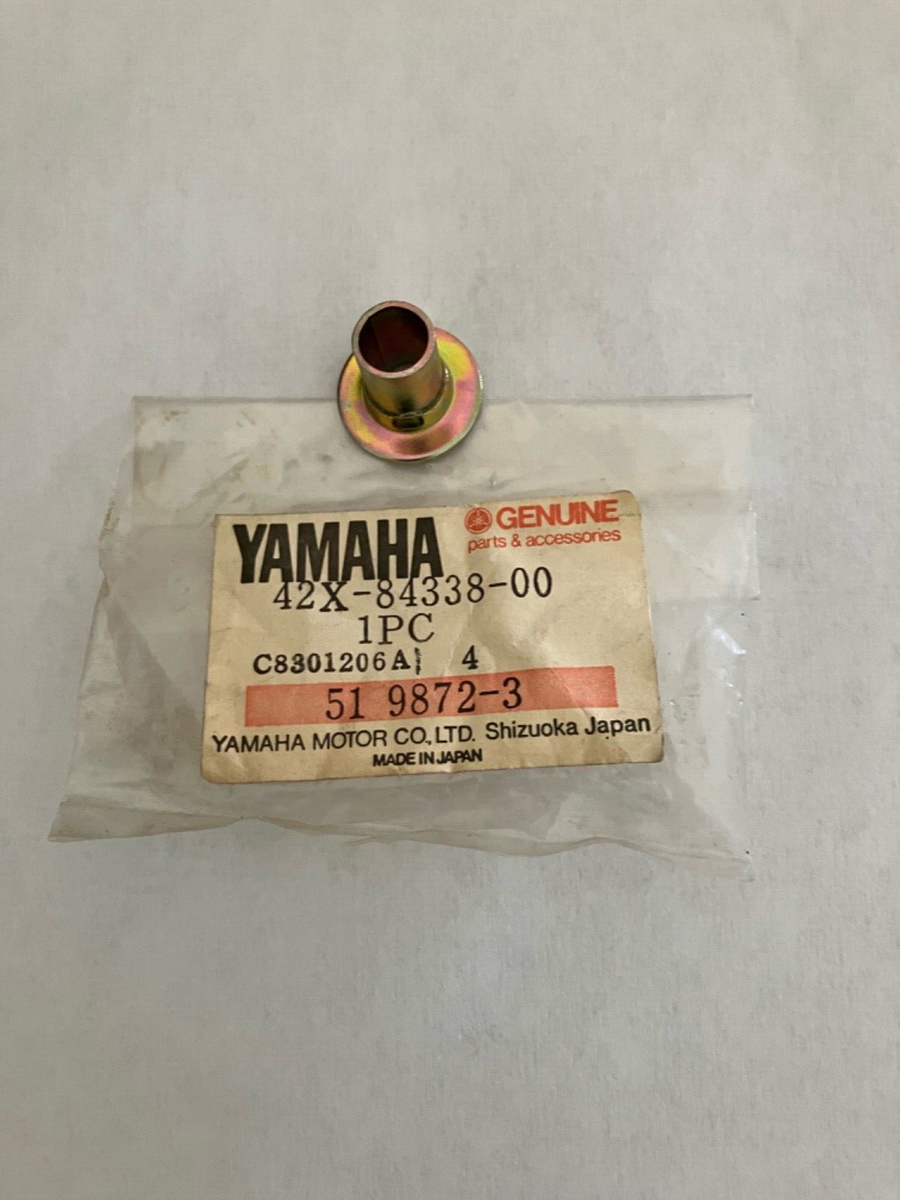 YAMAHA GENUINE
parts & accessories
42X-84338-00
1PC
C8301206A 4
51 9872-3
YAMAHA MOTOR CO., LTD. Shizuoka Japan
MADE IN JAPAN